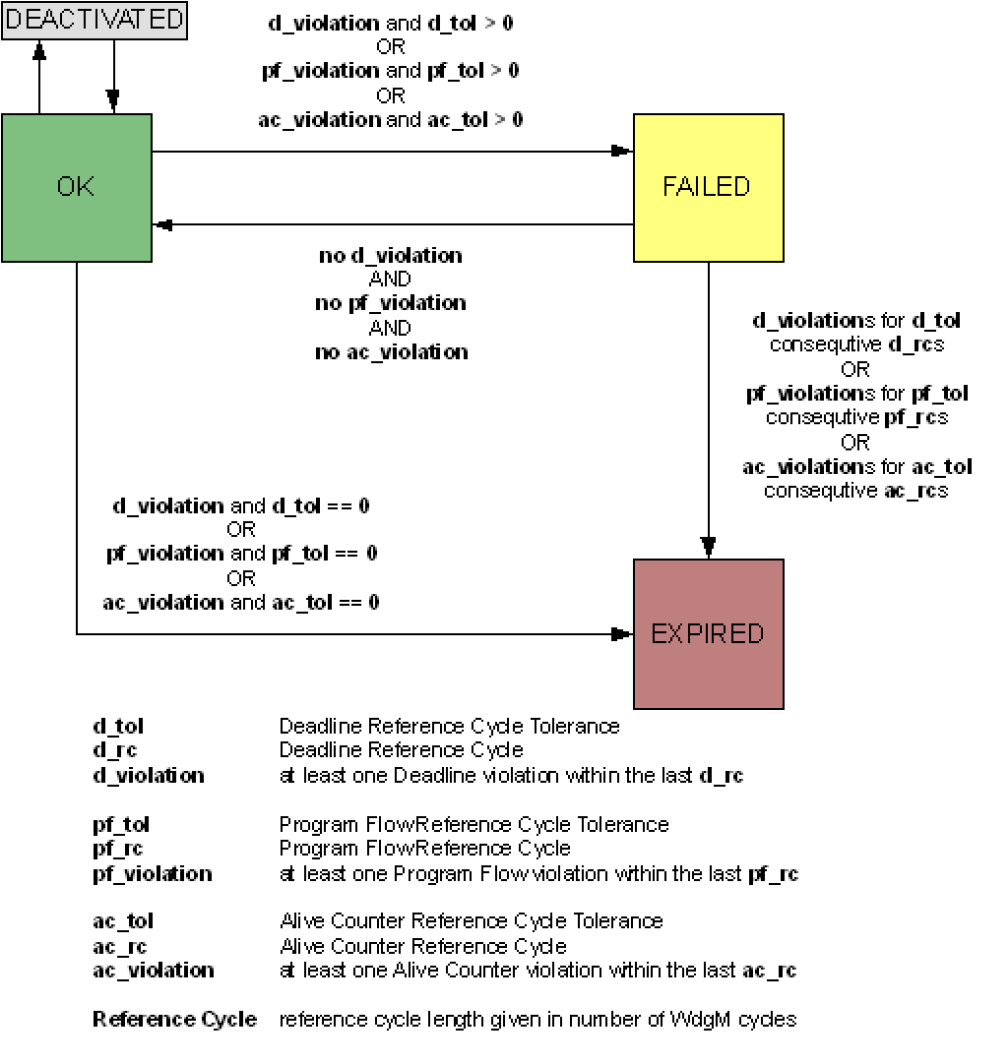 DEACTIVATED
d_violation and d_tol > 0
OR
pf_violation and pf_tol > 0
OR
ac_violation and ac_tol > 0
OK
FAILED
no d_violation
AND
no pf_violation
AND
no ac_violation
d_violations for d_tol
consequtive d_rcs
OR
pf_violations for pf_tol
consequtive pf_rcs
OR
ac_violations for ac_tol
consequtive ac_rcs
d_violation and d_tol == 0
OR
pf_violation and pf_tol == 0
OR
ac_violation and ac_tol == 0
EXPIRED
d_tol Deadline Reference Cycle Tolerance
d_rc Deadline Reference Cycle
d_violation at least one Deadline violation within the last d_rc
pf_tol Program Flow Reference Cycle Tolerance
pf_rc Program Flow Reference Cycle
pf_violation at least one Program Flow violation within the last pf_rc
ac_tol Alive Counter Reference Cycle Tolerance
ac_rc Alive Counter Reference Cycle
ac_violation at least one Alive Counter violation within the last ac_rc
Reference Cycle reference cycle length given in number of WdgM cycles